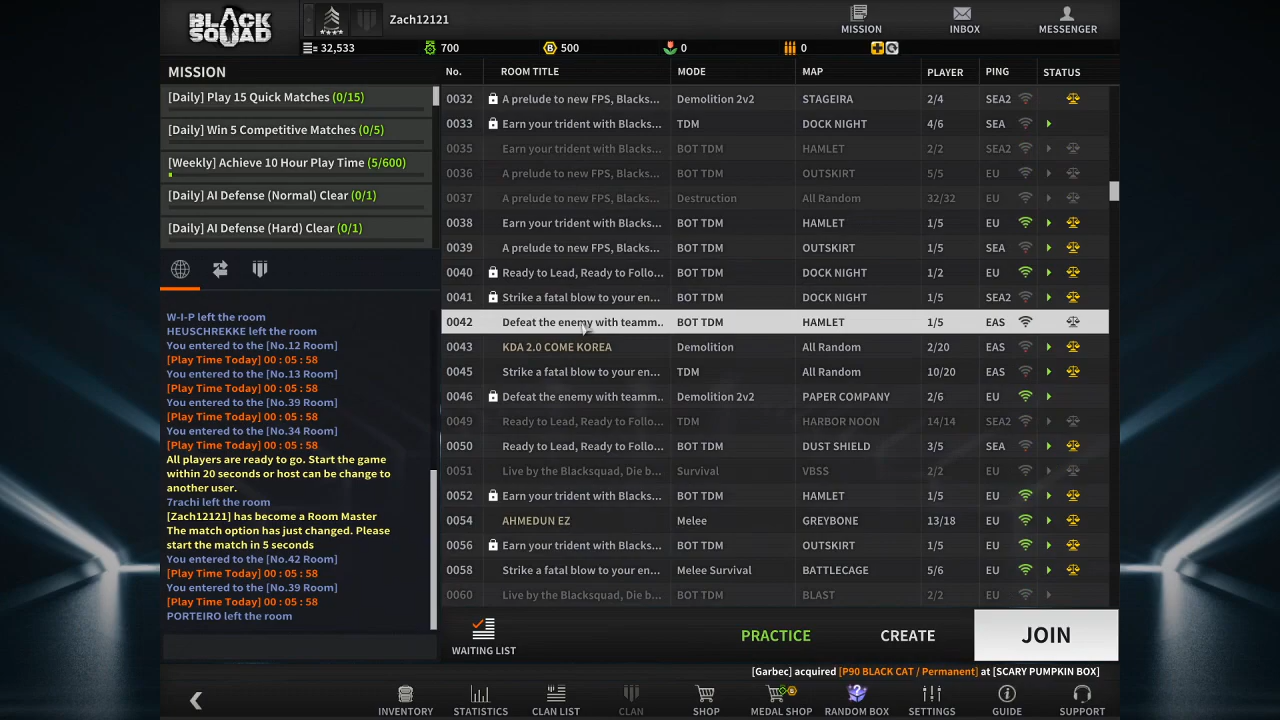 BLACK
SQUAD
Zach12121
MISSION
INBOX
MESSENGER
32,533
700
B 500
0
0
MISSION
[Daily] Play 15 Quick Matches (0/15)
[Daily] Win 5 Competitive Matches (0/5)
[Weekly] Achieve 10 Hour Play Time (5/600)
[Daily] AI Defense (Normal) Clear (0/1)
[Daily] AI Defense (Hard) Clear (0/1)
W-I-P left the room
HEUSCHREKKE left the room
You entered to the [No.12 Room]
[Play Time Today] 00 : 05 : 58
You entered to the [No.13 Room]
[Play Time Today] 00 : 05 : 58
You entered to the [No.39 Room]
[Play Time Today] 00 : 05 : 58
You entered to the [No.34 Room]
[Play Time Today] 00 : 05 : 58
All players are ready to go. Start the game
within 20 seconds or host can be change to
another user.
7rachi left the room
[Zach12121] has become a Room Master
The match option has just changed. Please
start the match in 5 seconds
You entered to the [No.42 Room]
[Play Time Today] 00 : 05 : 58
You entered to the [No.39 Room]
[Play Time Today] 00 : 05 : 58
PORTEIRO left the room
No. ROOM TITLE MODE MAP PLAYER PING STATUS
0032 A prelude to new FPS, Blacks... Demolition 2v2 STAGEIRA 2/4 SEA2
0033 Earn your trident with Blacks... TDM DOCK NIGHT 4/6 SEA
0035 Earn your trident with Blacks... BOT TDM HAMLET 2/2 SEA2
0036 A prelude to new FPS, Blacks... BOT TDM OUTSKIRT 5/5 EU
0037 A prelude to new FPS, Blacks... Destruction All Random 32/32 EU
0038 Earn your trident with Blacks... BOT TDM HAMLET 1/5 EU
0039 A prelude to new FPS, Blacks... BOT TDM OUTSKIRT 1/5 SEA
0040 Ready to Lead, Ready to Follo... BOT TDM DOCK NIGHT 1/2 EU
0041 Strike a fatal blow to your en... BOT TDM DOCK NIGHT 1/5 SEA2
0042 Defeat the enemy with teamm.. BOT TDM HAMLET 1/5 EAS
0043 KDA 2.0 COME KOREA Demolition All Random 2/20 EAS
0045 Strike a fatal blow to your en... TDM All Random 10/20 EAS
0046 Defeat the enemy with teamm.. Demolition 2v2 PAPER COMPANY 2/6 EU
0049 Ready to Lead, Ready to Follo... TDM HARBOR NOON 14/14 SEA2
0050 Ready to Lead, Ready to Follo... BOT TDM DUST SHIELD 3/5 SEA
0051 Live by the Blacksquad, Die b... Survival VBSS 2/2 EU
0052 Earn your trident with Blacks... BOT TDM HAMLET 1/5 EU
0054 AHMEDUN EZ Melee GREYBONE 13/18 EU
0056 Earn your trident with Blacks... BOT TDM OUTSKIRT 1/5 EU
0058 Strike a fatal blow to your en... Melee Survival BATTLECAGE 5/6 EU
0060 Live by the Blacksquad, Die b... BOT TDM BLAST 2/2 EU
WAITING LIST
PRACTICE
CREATE
JOIN
[Garbec] acquired [P90 BLACK CAT / Permanent] at [SCARY PUMPKIN BOX]
INVENTORY
STATISTICS
CLAN LIST
CLAN
SHOP
MEDAL SHOP
RANDOM BOX
SETTINGS
GUIDE
SUPPORT